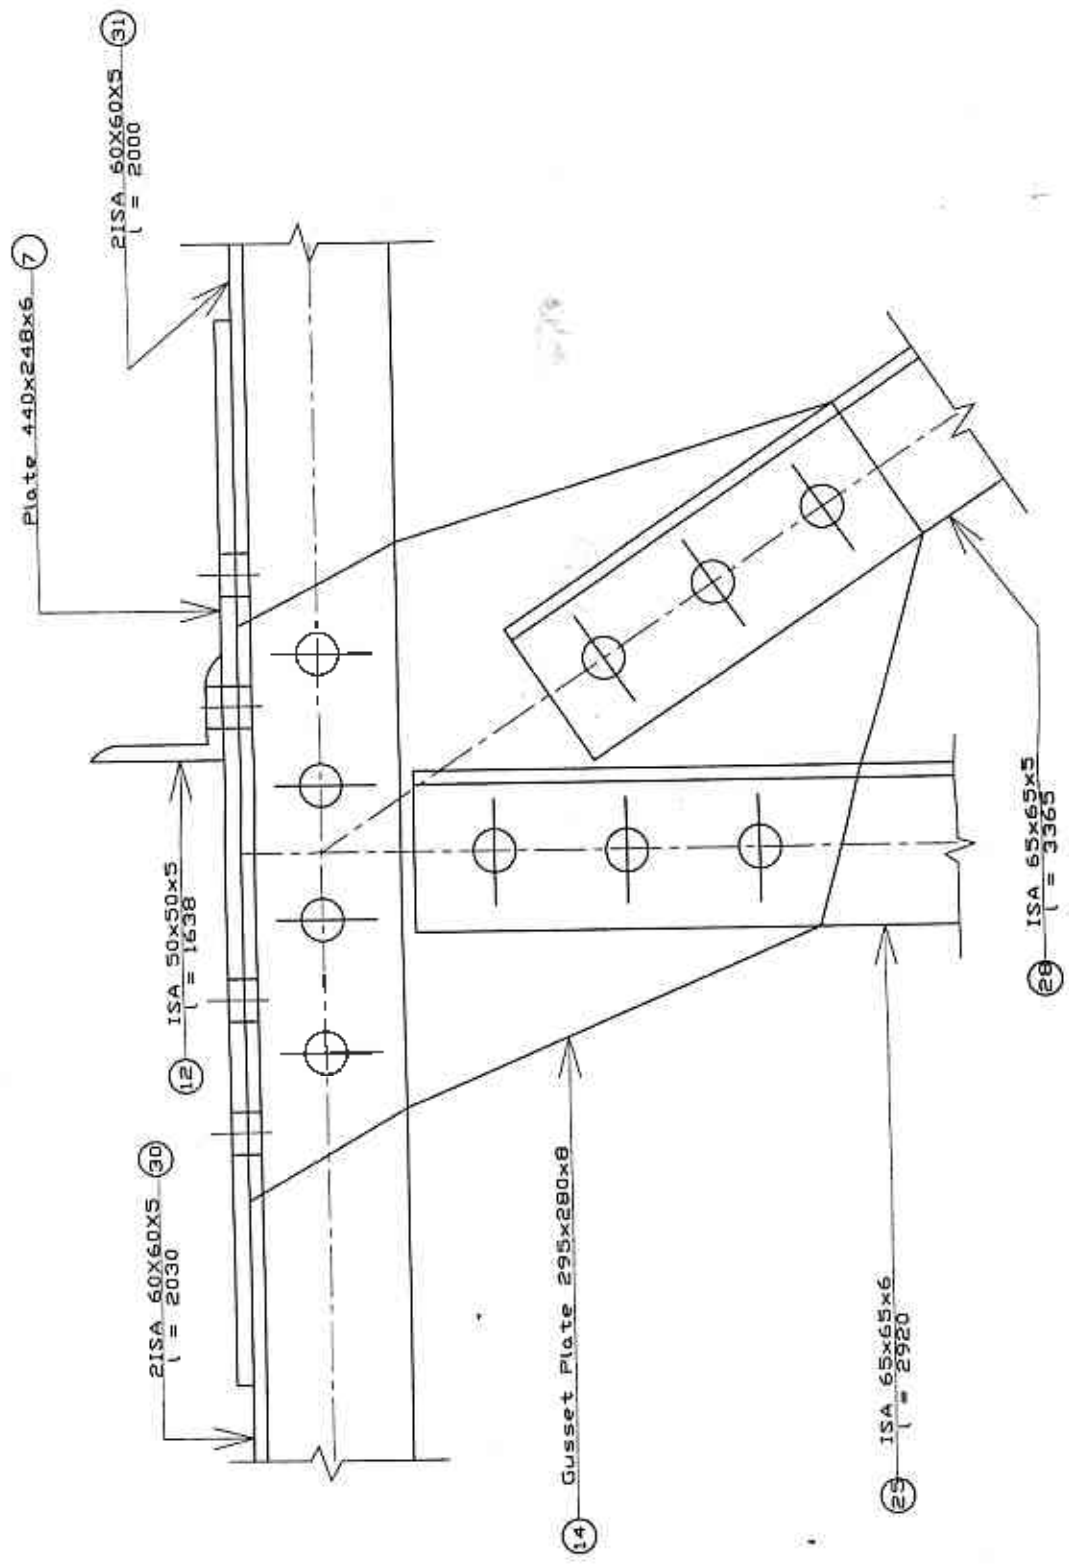 2ISA 60X60X5 31
l = 2000
Plate 440x248x6 7
ISA 50x50x5
l = 1638
12
2ISA 60X60X5 30
l = 2030
Gusset Plate 295x280x8
14
ISA 65x65x6
l = 2920
25
ISA 65x65x5
l = 3365
28